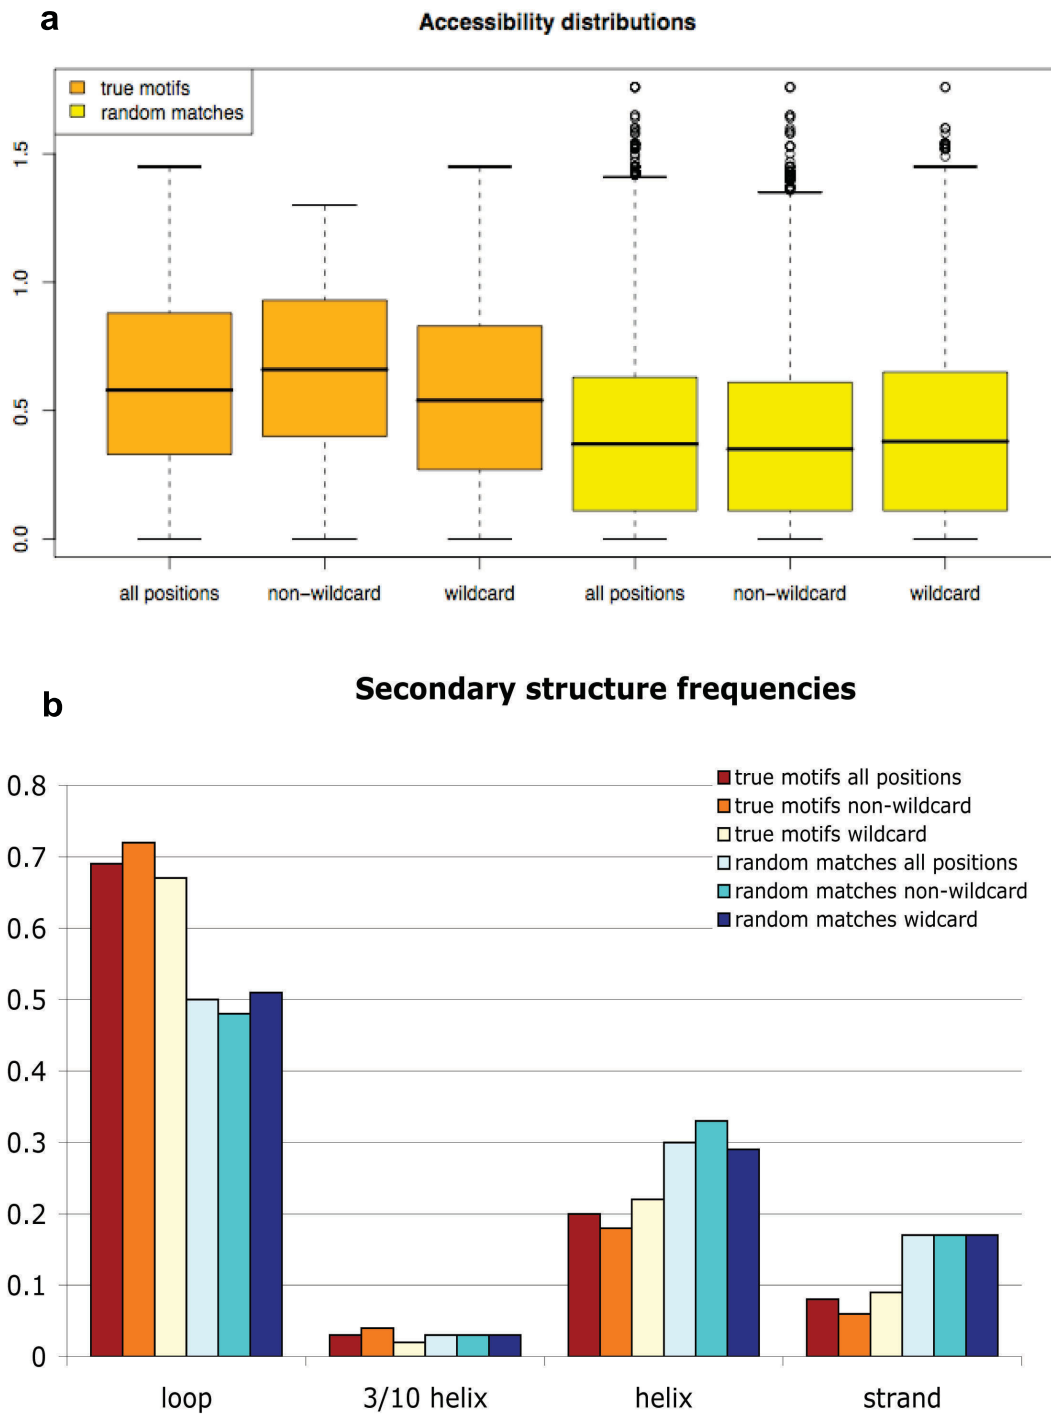 a
Accessibility distributions
true motifs
random matches
1.5
1.0
0.5
0.0
all positions non-wildcard wildcard all positions non-wildcard wildcard
b
Secondary structure frequencies
true motifs all positions
true motifs non-wildcard
true motifs wildcard
random matches all positions
random matches non-wildcard
random matches widcard
0.8
0.7
0.6
0.5
0.4
0.3
0.2
0.1
0
loop 3/10 helix helix strand